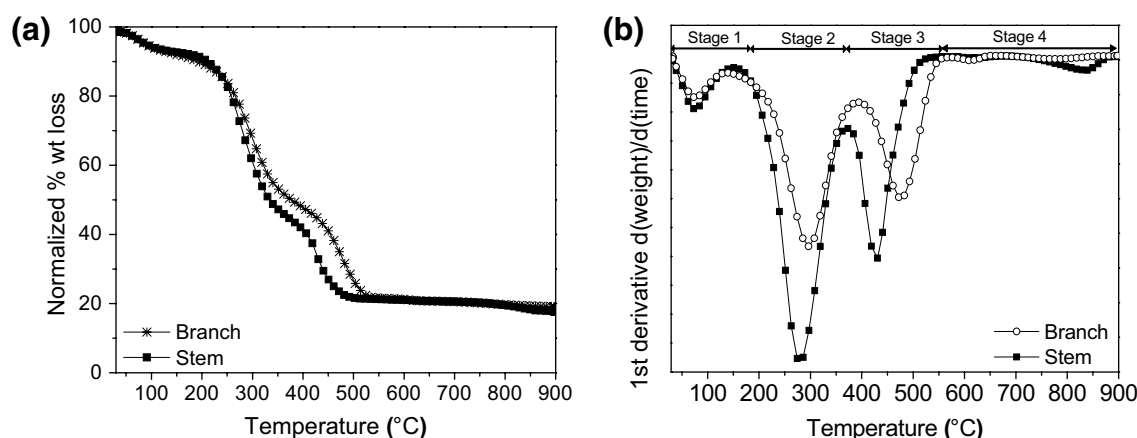 (a)
Normalized % wt loss
100
80
60
40
20
0
Branch
Stem
0 100 200 300 400 500 600 700 800 900
Temperature (°C)
(b)
1st derivative d(weight)/d(time)
Stage 1 Stage 2 Stage 3 Stage 4
Branch
Stem
100 200 300 400 500 600 700 800 900
Temperature (°C)